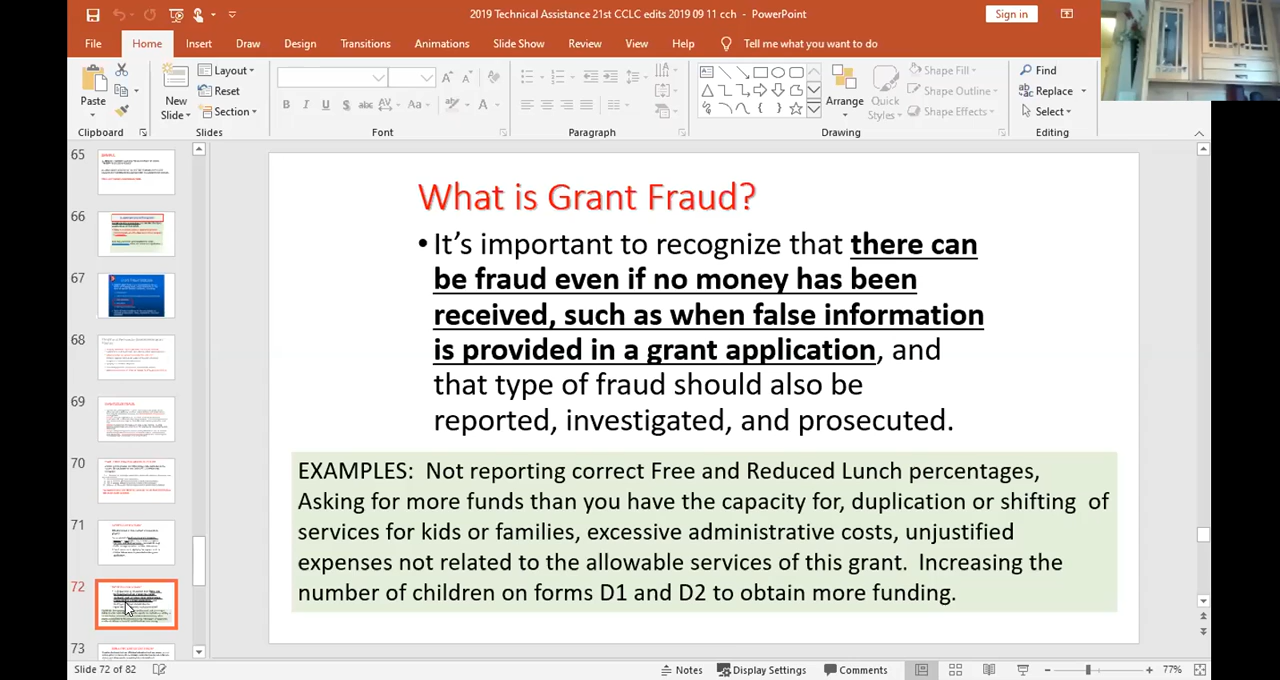 2019 Technical Assistance 21st CCLC edits 2019 09 11 cch - PowerPoint
Sign in
File Home Insert Draw Design Transitions Animations Slide Show Review View Help Tell me what you want to do
Paste
Clipboard
New
Slide
Layout
Reset
Section
Slides
B I U S abc AV Aa A
Font
Paragraph
Arrange
Quick
Styles
Shape Fill
Shape Outline
Shape Effects
Drawing
Find
Replace
Select
Editing
65
66
67
68
69
70
71
72
73
What is Grant Fraud?
• It’s important to recognize that there can
be fraud even if no money has been
received, such as when false information
is provided in a grant application, and
that type of fraud should also be
reported, investigated, and prosecuted.
EXAMPLES: Not reporting correct Free and Reduced Lunch percentages,
Asking for more funds than you have the capacity for, duplication or shifting of
services for kids or families, excessive administrative costs, unjustified
expenses not related to the allowable services of this grant. Increasing the
number of children on forms D1 and D2 to obtain more funding.
Slide 72 of 82
Notes Display Settings Comments 77%